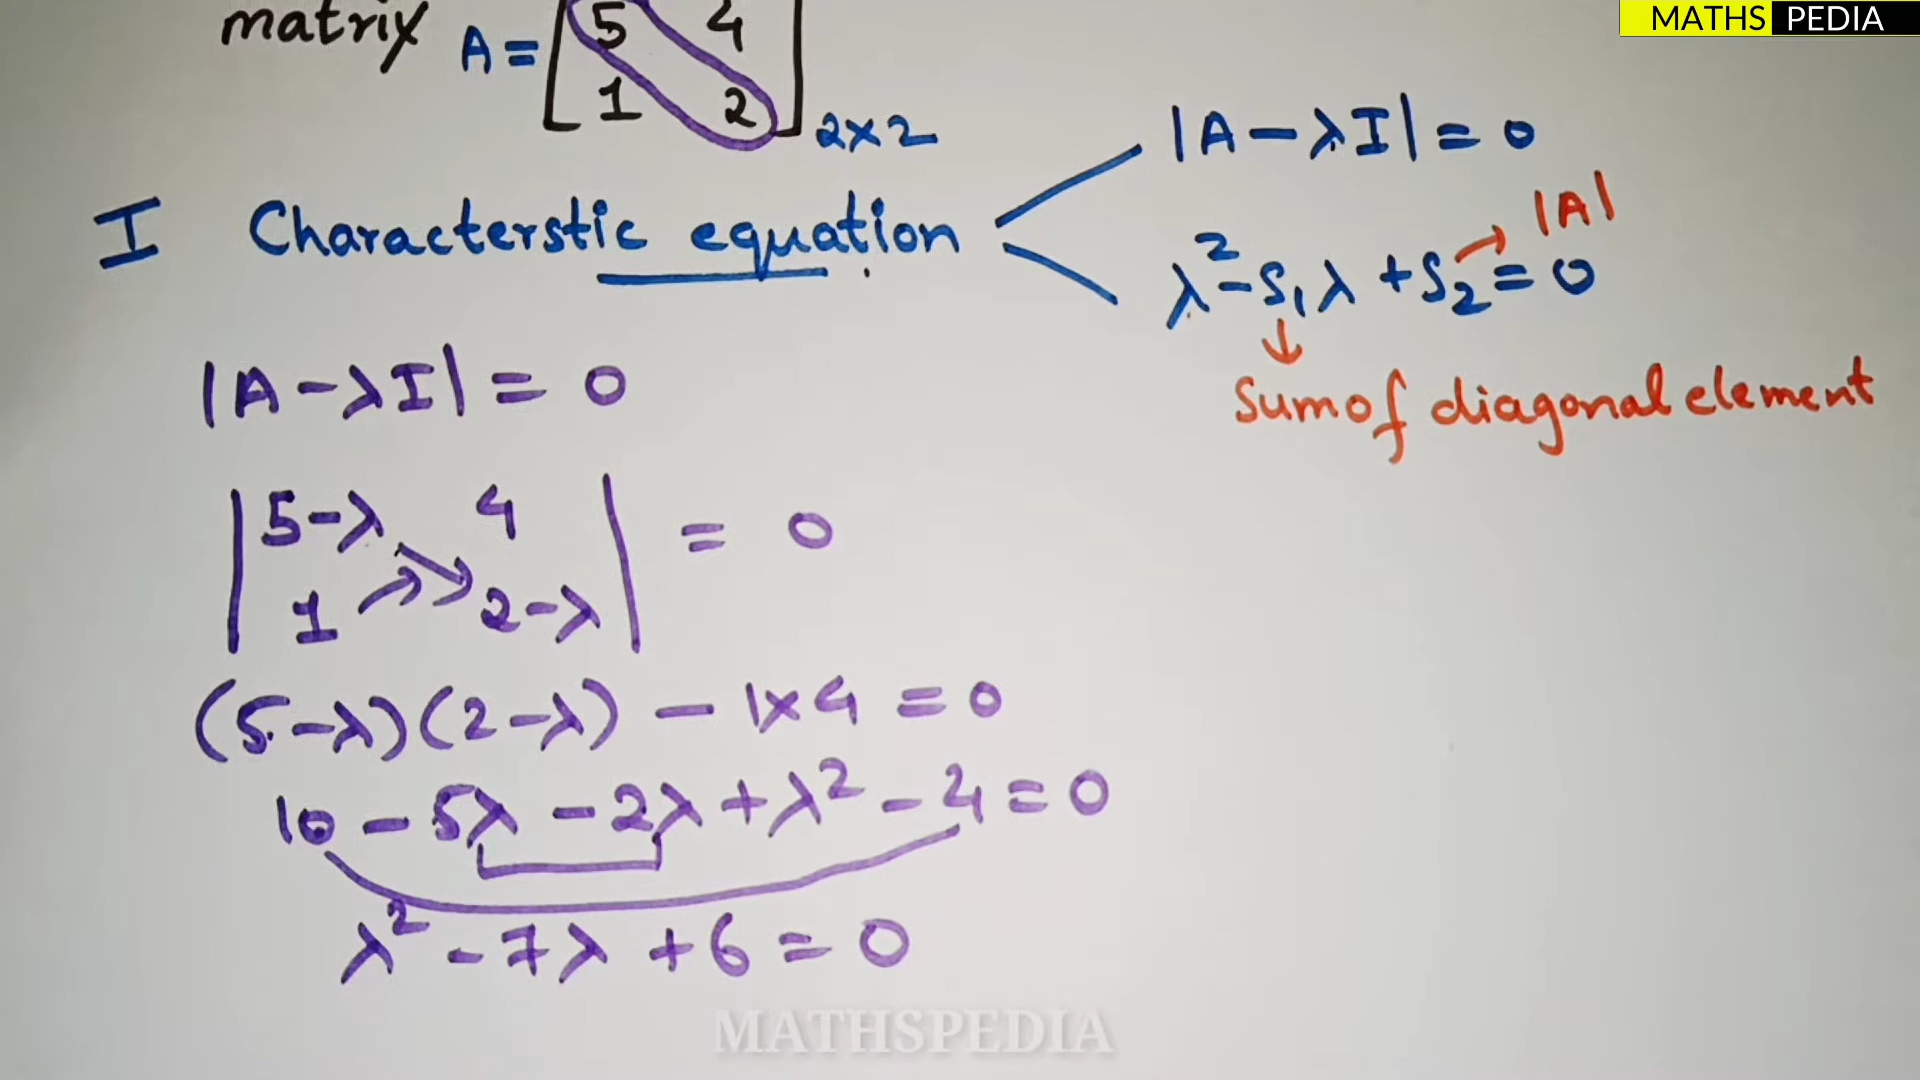 MATHS PEDIA
matrix A = [5 4
1 2] 2×2
|A - λI| = 0
I Characterstic equation
λ² - S₁λ + S₂ = 0 → |A|
↓
Sum of diagonal element
|A - λI| = 0
|5-λ 4
1 2-λ| = 0
(5-λ)(2-λ) - 1×4 = 0
10 - 5λ - 2λ + λ² - 4 = 0
λ² - 7λ + 6 = 0
MATHSPEDIA